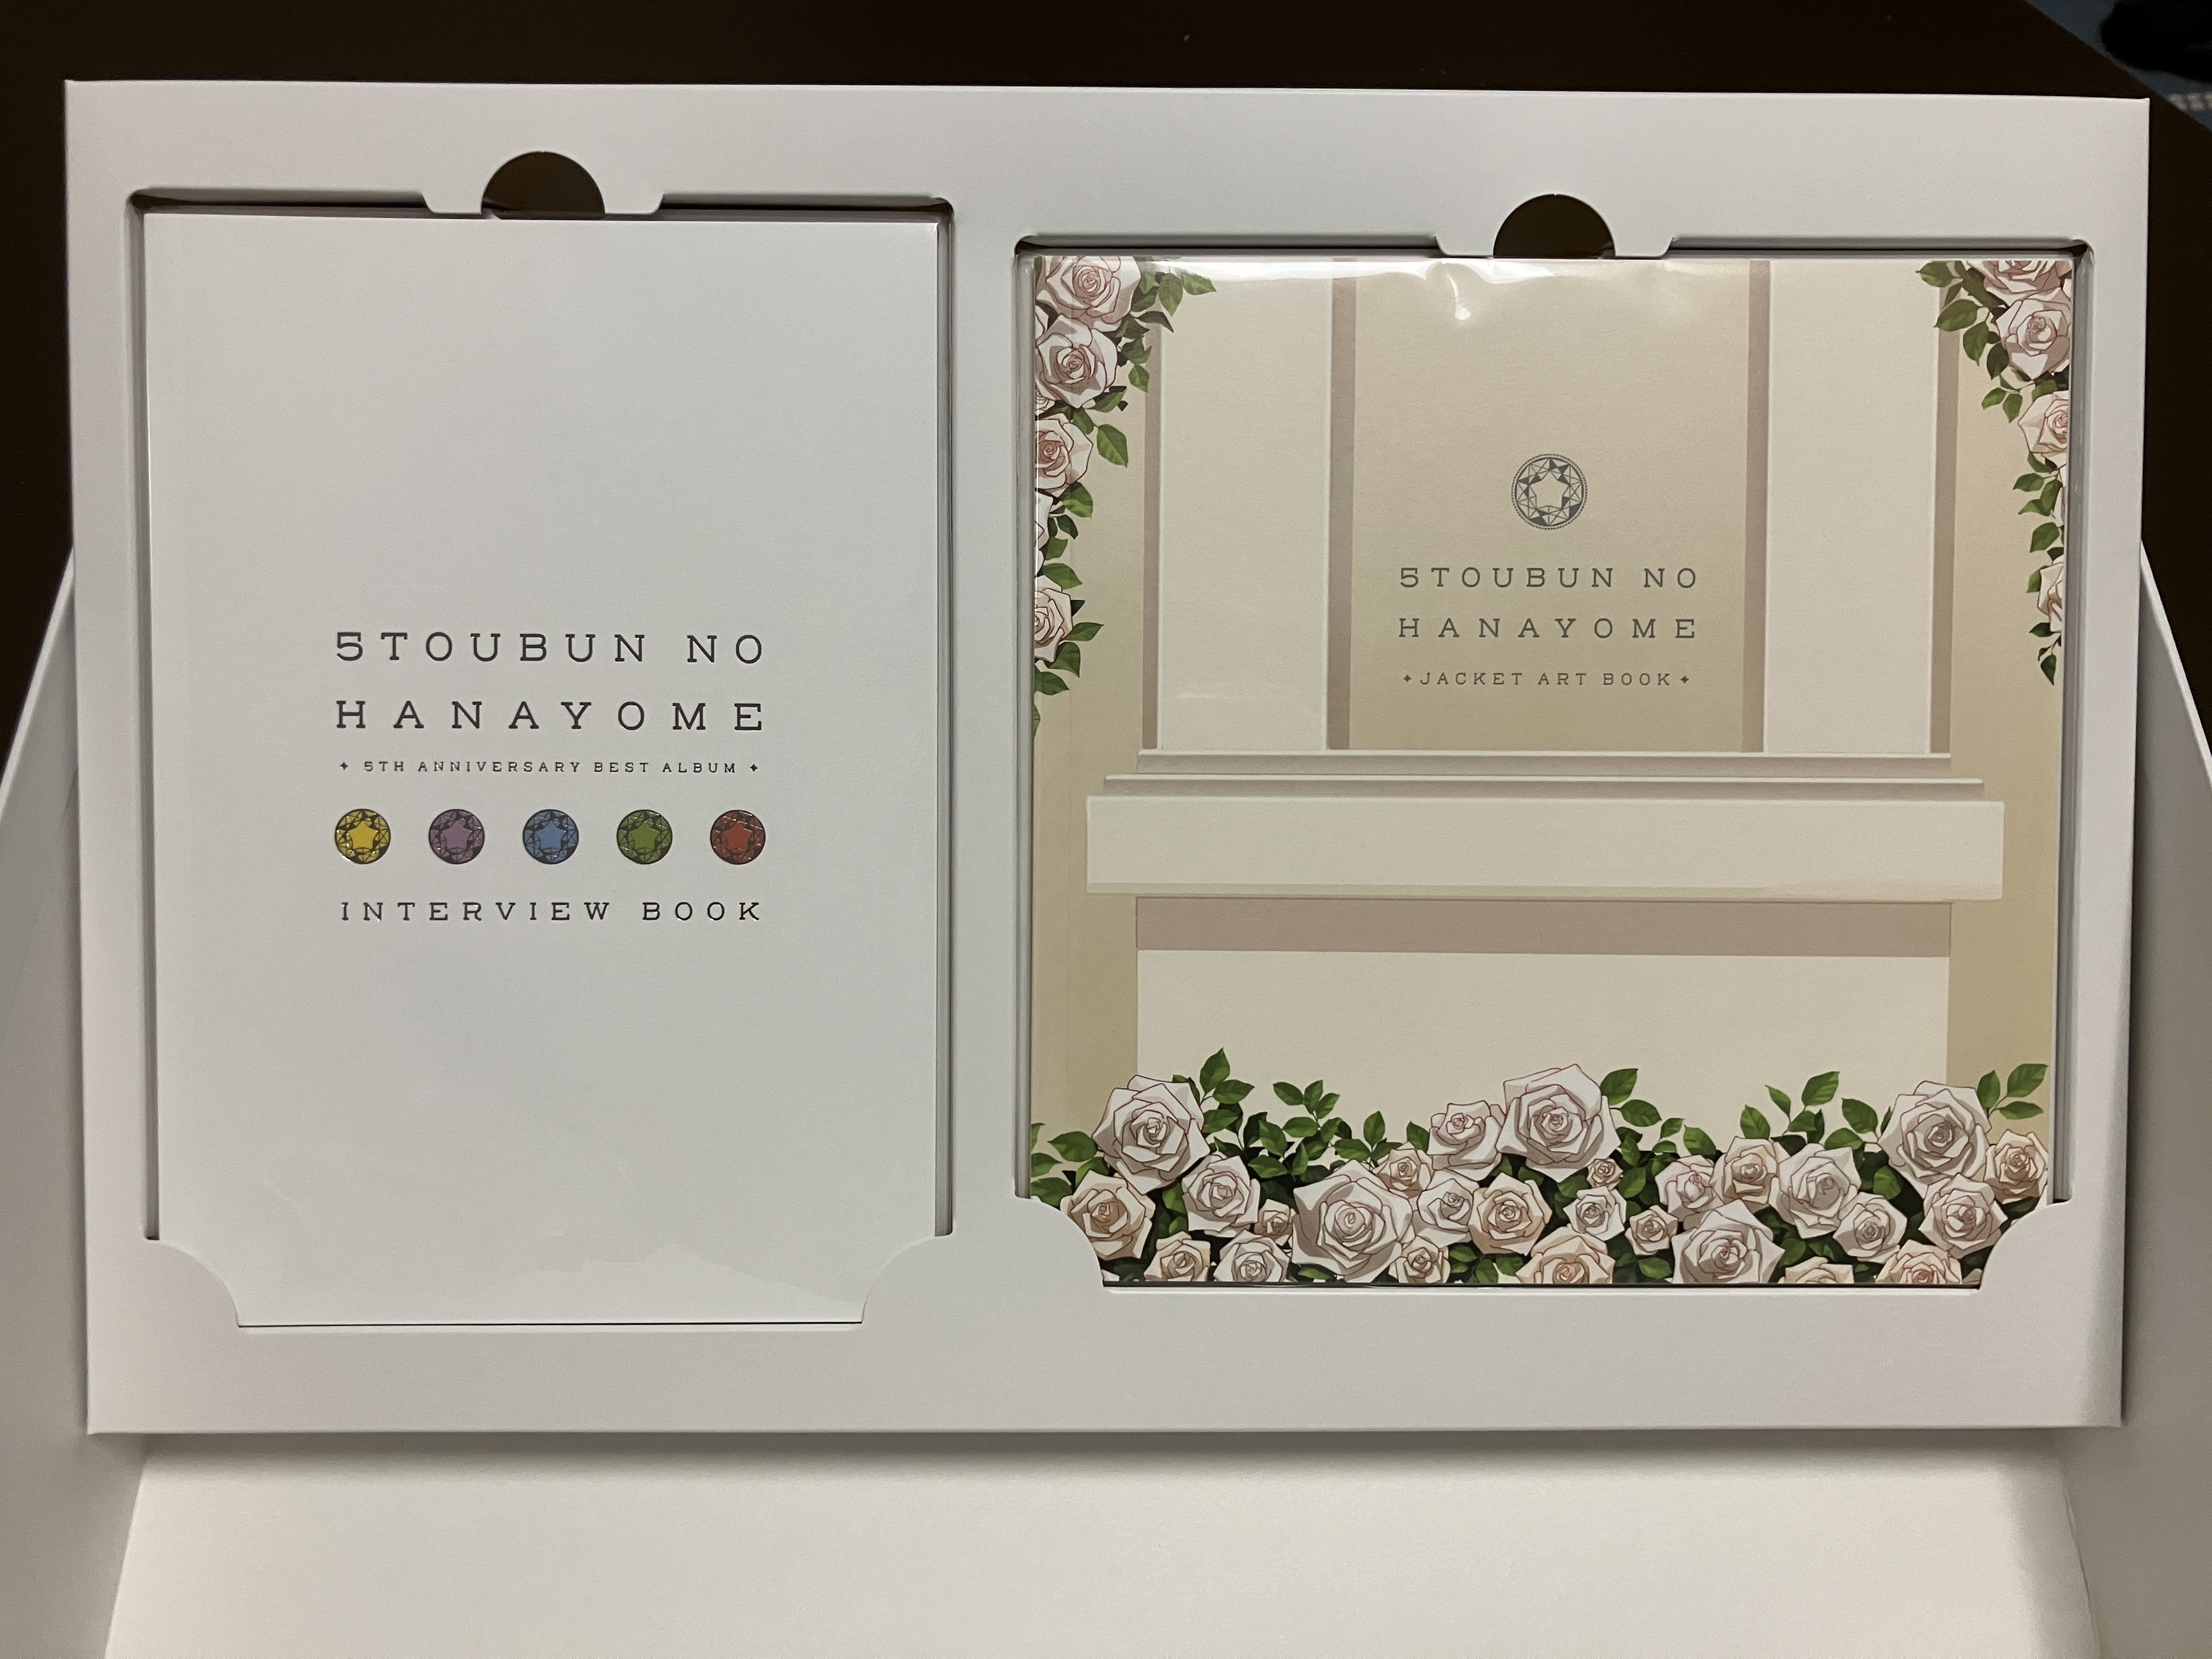 5TOUBUN NO
HANAYOME
✦ 5TH ANNIVERSARY BEST ALBUM ✦
INTERVIEW BOOK
5TOUBUN NO
HANAYOME
✦JACKET ART BOOK✦